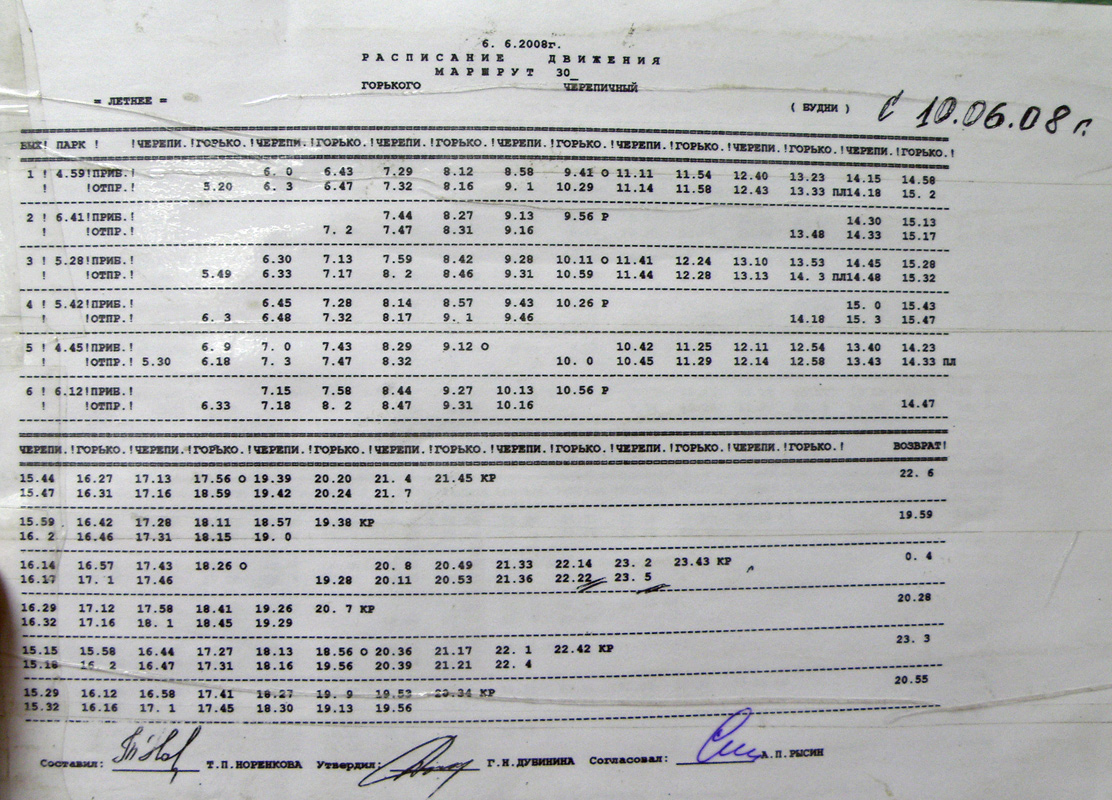 6. 6.2008г.
РАСПИСАНИЕ ДВИЖЕНИЯ
МАРШРУТ 30_
ГОРЬКОГО ЧЕРЕПИЧНЫЙ
= ЛЕТНЕЕ = ( БУДНИ ) С 10.06.08 г.
ВЫХ! ПАРК ! !ЧЕРЕПИ.!ГОРЬКО.!ЧЕРЕПИ.!ГОРЬКО.!ЧЕРЕПИ.!ГОРЬКО.!ЧЕРЕПИ.!ГОРЬКО.!ЧЕРЕПИ.!ГОРЬКО.!ЧЕРЕПИ.!ГОРЬКО.!ЧЕРЕПИ.!ГОРЬКО.!
1 ! 4.59!ПРИБ.! 6. 0 6.43 7.29 8.12 8.58 9.41 О 11.11 11.54 12.40 13.23 14.15 14.58
! !ОТПР.! 5.20 6. 3 6.47 7.32 8.16 9. 1 10.29 11.14 11.58 12.43 13.33 ПЛ14.18 15. 2
2 ! 6.41!ПРИБ.! 7.44 8.27 9.13 9.56 Р 14.30 15.13
! !ОТПР.! 7. 2 7.47 8.31 9.16 13.48 14.33 15.17
3 ! 5.28!ПРИБ.! 6.30 7.13 7.59 8.42 9.28 10.11 О 11.41 12.24 13.10 13.53 14.45 15.28
! !ОТПР.! 5.49 6.33 7.17 8. 2 8.46 9.31 10.59 11.44 12.28 13.13 14. 3 ПЛ14.48 15.32
4 ! 5.42!ПРИБ.! 6.45 7.28 8.14 8.57 9.43 10.26 Р 15. 0 15.43
! !ОТПР.! 6. 3 6.48 7.32 8.17 9. 1 9.46 14.18 15. 3 15.47
5 ! 4.45!ПРИБ.! 6. 9 7. 0 7.43 8.29 9.12 О 10.42 11.25 12.11 12.54 13.40 14.23
! !ОТПР.! 5.30 6.18 7. 3 7.47 8.32 10. 0 10.45 11.29 12.14 12.58 13.43 14.33 ПЛ
6 ! 6.12!ПРИБ.! 7.15 7.58 8.44 9.27 10.13 10.56 Р
! !ОТПР.! 6.33 7.18 8. 2 8.47 9.31 10.16 14.47
ЧЕРЕПИ.!ГОРЬКО.!ЧЕРЕПИ.!ГОРЬКО.!ЧЕРЕПИ.!ГОРЬКО.!ЧЕРЕПИ.!ГОРЬКО.!ЧЕРЕПИ.!ГОРЬКО.!ЧЕРЕПИ.!ГОРЬКО.!ЧЕРЕПИ.!ГОРЬКО.! ВОЗВРАТ!
15.44 16.27 17.13 17.56 О 19.39 20.20 21. 4 21.45 КР 22. 6
15.47 16.31 17.16 18.59 19.42 20.24 21. 7
15.59 16.42 17.28 18.11 18.57 19.38 КР 19.59
16. 2 16.46 17.31 18.15 19. 0
16.14 16.57 17.43 18.26 О 20. 8 20.49 21.33 22.14 23. 2 23.43 КР 0. 4
16.17 17. 1 17.46 19.28 20.11 20.53 21.36 22.22 23. 5
16.29 17.12 17.58 18.41 19.26 20. 7 КР 20.28
16.32 17.16 18. 1 18.45 19.29
15.15 15.58 16.44 17.27 18.13 18.56 О 20.36 21.17 22. 1 22.42 КР 23. 3
15.18 16. 2 16.47 17.31 18.16 19.56 20.39 21.21 22. 4
15.29 16.12 16.58 17.41 18.27 19. 9 19.53 20.34 КР 20.55
15.32 16.16 17. 1 17.45 18.30 19.13 19.56
Составил: Т.П.НОРЕНКОВА Утвердил: Г.Н.ДУБИНИНА Согласовал: А.П.РЫСИН